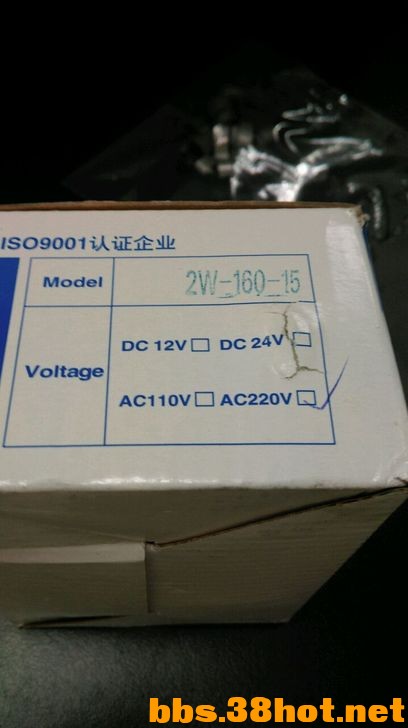 ISO9001认证企业
Model 2W-160-15
Voltage
DC 12V□ DC 24V□
AC110V□ AC220V☑
bbs.38hot.net